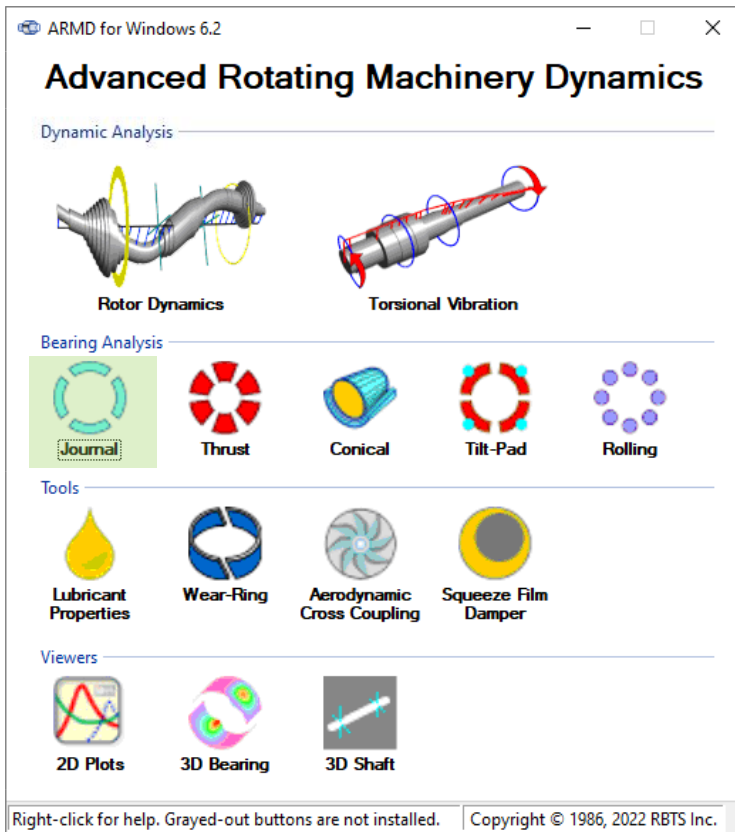 ARMD for Windows 6.2
Advanced Rotating Machinery Dynamics
Dynamic Analysis
Rotor Dynamics
Torsional Vibration
Bearing Analysis
Journal
Thrust
Conical
Tilt-Pad
Rolling
Tools
Lubricant
Properties
Wear-Ring
Aerodynamic
Cross Coupling
Squeeze Film
Damper
Viewers
2D Plots
3D Bearing
3D Shaft
Right-click for help. Grayed-out buttons are not installed.
Copyright © 1986, 2022 RBTS Inc.